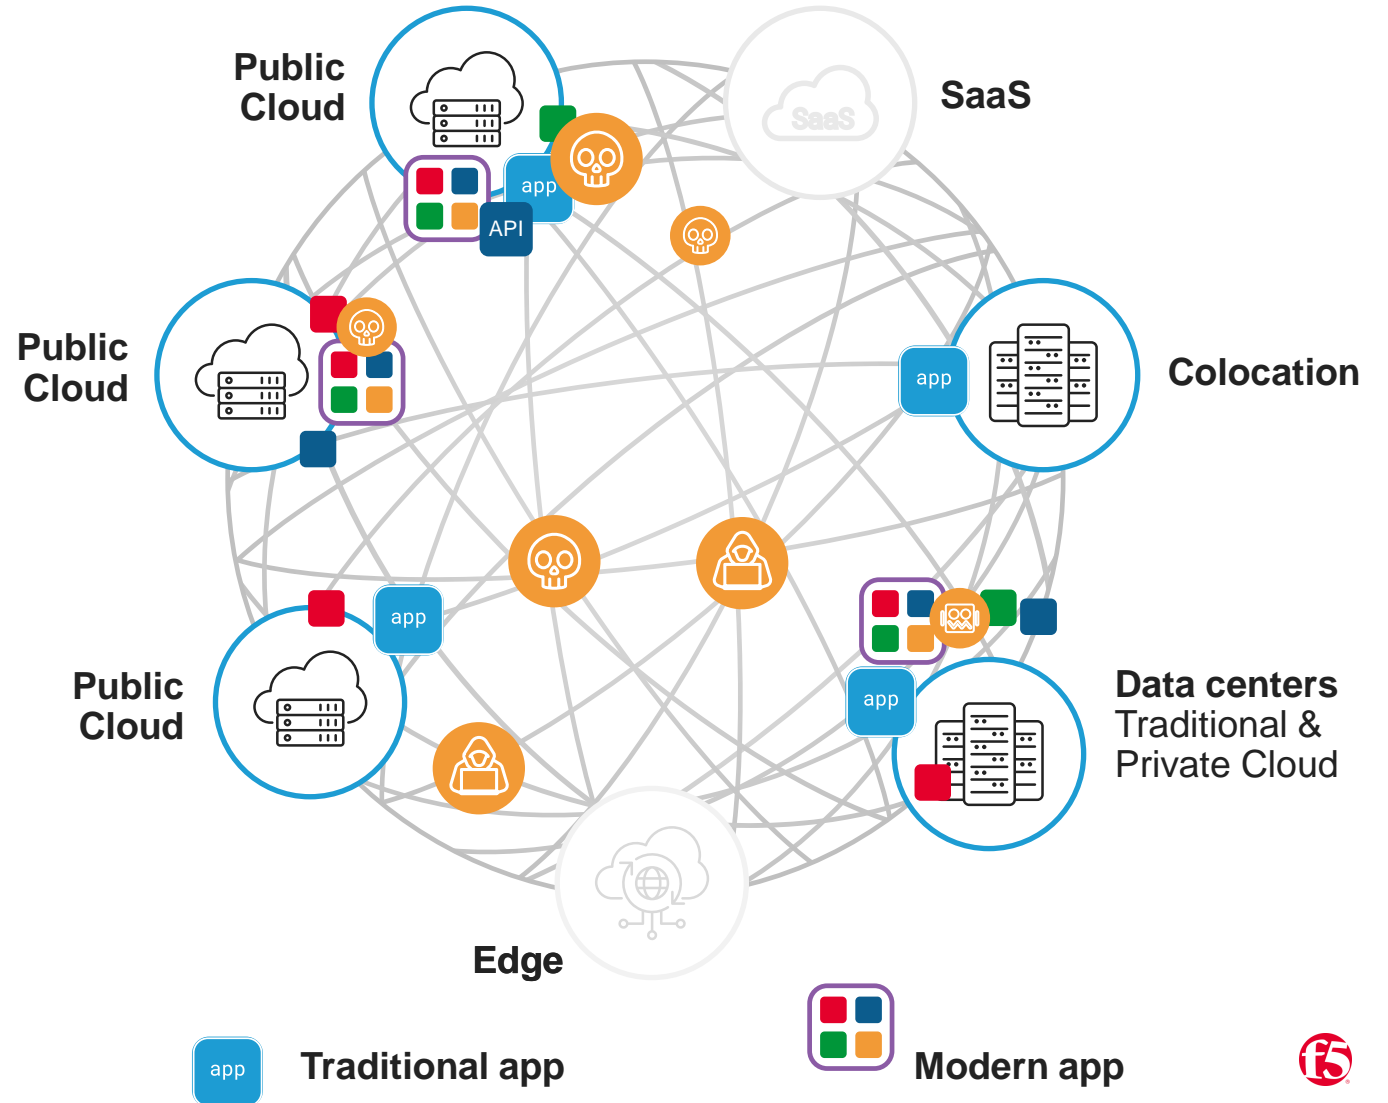 Public
Cloud
SaaS
SaaS
app
API
Public
Cloud
app
Colocation
app
Public
Cloud
app
Data centers
Traditional &
Private Cloud
Edge
app
Traditional app
Modern app
f5